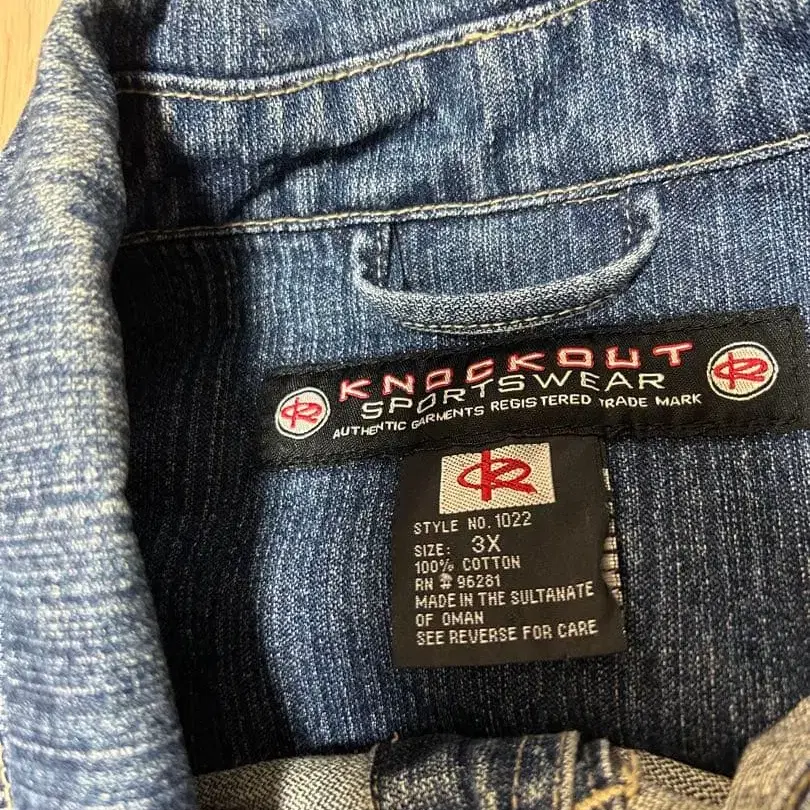 KNOCKOUT
SPORTSWEAR
AUTHENTIC GARMENTS REGISTERED TRADE MARK
STYLE NO. 1022
SIZE: 3X
100% COTTON
RN # 96281
MADE IN THE SULTANATE
OF OMAN
SEE REVERSE FOR CARE